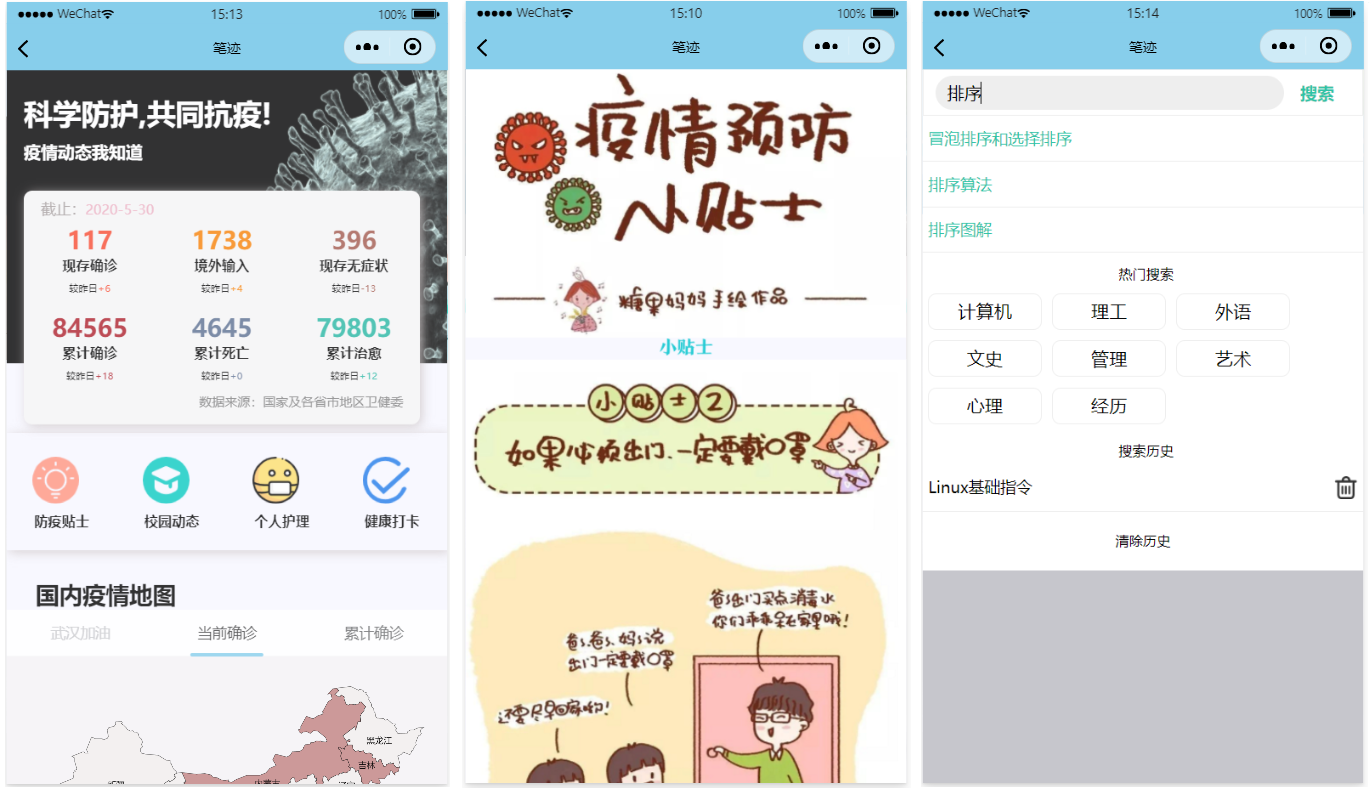 WeChat 15:13 100%
笔迹
科学防护,共同抗疫!
疫情动态我知道
截止：2020-5-30
117 1738 396
现存确诊 境外输入 现存无症状
较昨日+6 较昨日+4 较昨日-13
84565 4645 79803
累计确诊 累计死亡 累计治愈
较昨日+18 较昨日+0 较昨日+12
数据来源：国家及各省市地区卫健委
防疫贴士 校园动态 个人护理 健康打卡
国内疫情地图
武汉加油 当前确诊 累计确诊
黑龙江
吉林
WeChat 15:10 100%
笔迹
疫情预防
小贴士
糖果妈妈手绘作品
小贴士
小贴士2
如果必须出门.一定要戴口罩
爸爸出门买点消毒水
你们乖乖呆在家里哦!
爸爸、妈妈说
出门一定要戴口罩
还要尽早回家哟!
WeChat 15:14 100%
笔迹
排序 搜索
冒泡排序和选择排序
排序算法
排序图解
热门搜索
计算机 理工 外语
文史 管理 艺术
心理 经历
搜索历史
Linux基础指令
清除历史